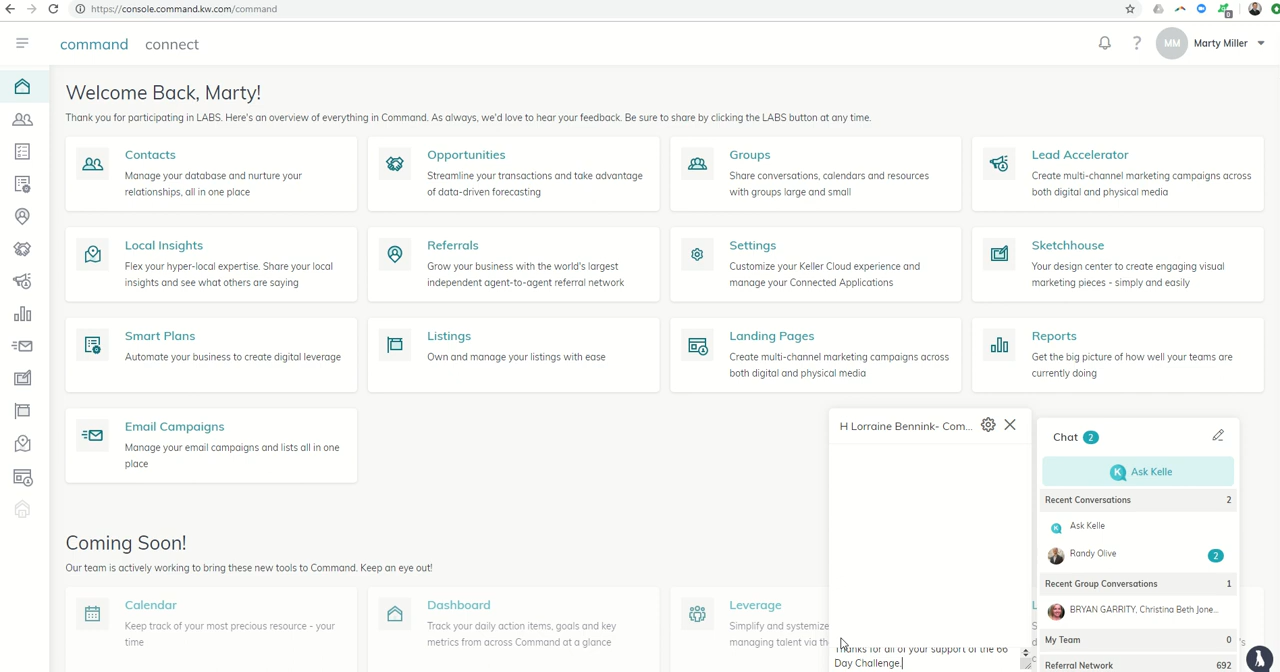 https://console.command.kw.com/command
command connect
? MM Marty Miller
Welcome Back, Marty!
Thank you for participating in LABS. Here's an overview of everything in Command. As always, we'd love to hear your feedback. Be sure to share by clicking the LABS button at any time.
Contacts
Manage your database and nurture your
relationships, all in one place
Opportunities
Streamline your transactions and take advantage
of data-driven forecasting
Groups
Share conversations, calendars and resources
with groups large and small
Lead Accelerator
Create multi-channel marketing campaigns across
both digital and physical media
Local Insights
Flex your hyper-local expertise. Share your local
insights and see what others are saying
Referrals
Grow your business with the world's largest
independent agent-to-agent referral network
Settings
Customize your Keller Cloud experience and
manage your Connected Applications
Sketchhouse
Your design center to create engaging visual
marketing pieces - simply and easily
Smart Plans
Automate your business to create digital leverage
Listings
Own and manage your listings with ease
Landing Pages
Create multi-channel marketing campaigns across
both digital and physical media
Reports
Get the big picture of how well your teams are
currently doing
Email Campaigns
Manage your email campaigns and lists all in one
place
H Lorraine Bennink- Com...
Thanks for all of your support of the 66
Day Challenge.
Chat 2
K Ask Kelle
Recent Conversations 2
Ask Kelle
Randy Olive 2
Recent Group Conversations 1
BRYAN GARRITY, Christina Beth Jone...
My Team 0
Referral Network 692
Coming Soon!
Our team is actively working to bring these new tools to Command. Keep an eye out!
Calendar
Keep track of your most precious resource - your
time
Dashboard
Track your daily action items, goals and key
metrics from across Command at a glance
Leverage
Simplify and systemize
managing talent via the